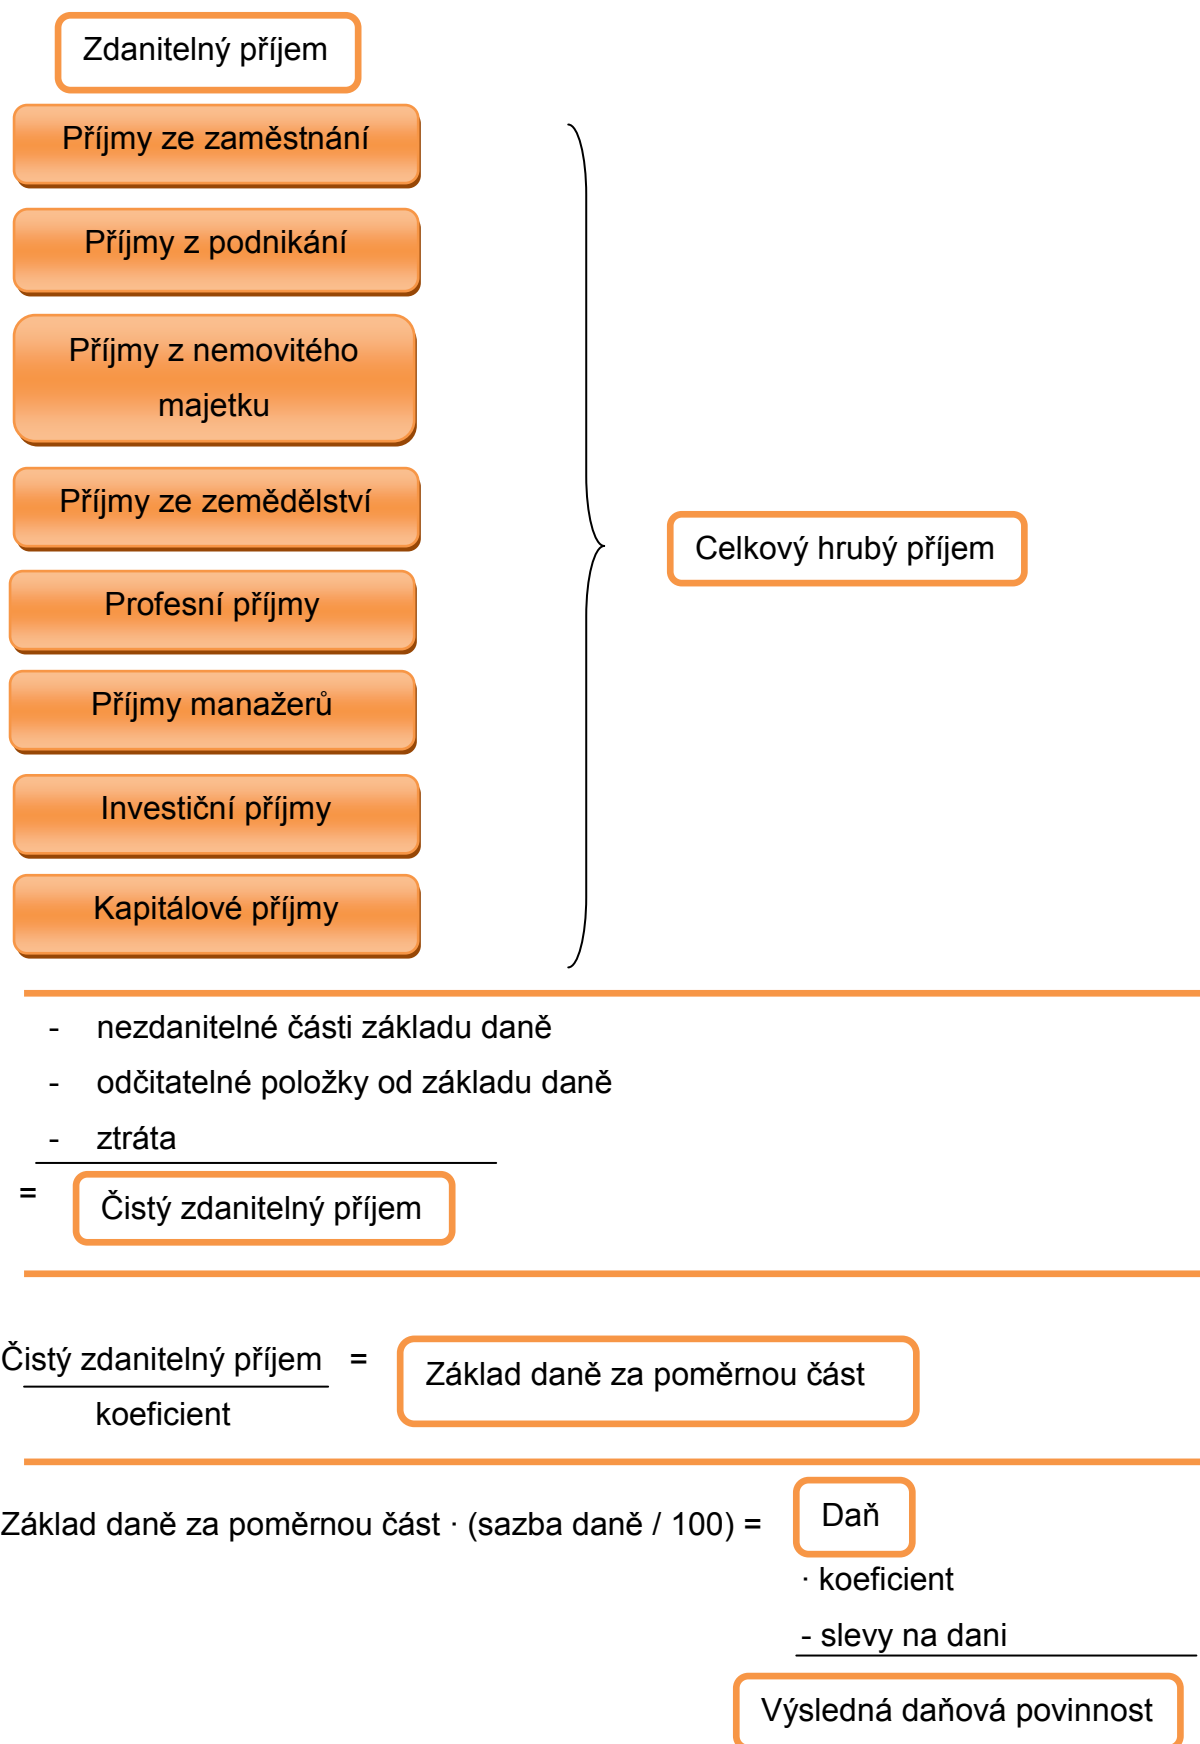 Zdanitelný příjem
Příjmy ze zaměstnání
Příjmy z podnikání
Příjmy z nemovitého
majetku
Příjmy ze zemědělství
Profesní příjmy
Příjmy manažerů
Investiční příjmy
Kapitálové příjmy
Celkový hrubý příjem
- nezdanitelné části základu daně
- odčitatelné položky od základu daně
- ztráta
= Čistý zdanitelný příjem
Čistý zdanitelný příjem = Základ daně za poměrnou část
koeficient
Základ daně za poměrnou část · (sazba daně / 100) = Daň
· koeficient
- slevy na dani
Výsledná daňová povinnost